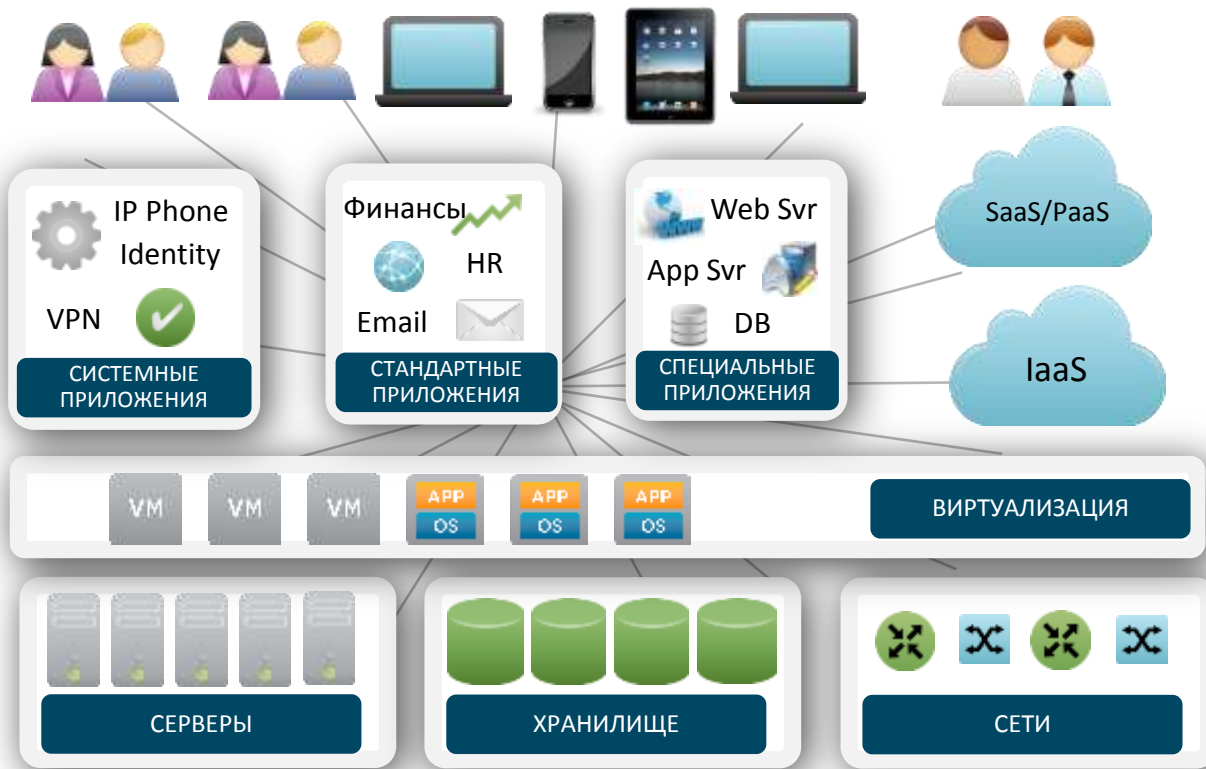 IP Phone
Identity
VPN
СИСТЕМНЫЕ
ПРИЛОЖЕНИЯ
Финансы
HR
Email
СТАНДАРТНЫЕ
ПРИЛОЖЕНИЯ
Web Svr
www
App Svr
DB
СПЕЦИАЛЬНЫЕ
ПРИЛОЖЕНИЯ
SaaS/PaaS
IaaS
VM
VM
VM
APP
OS
APP
OS
APP
OS
ВИРТУАЛИЗАЦИЯ
СЕРВЕРЫ
ХРАНИЛИЩЕ
СЕТИ